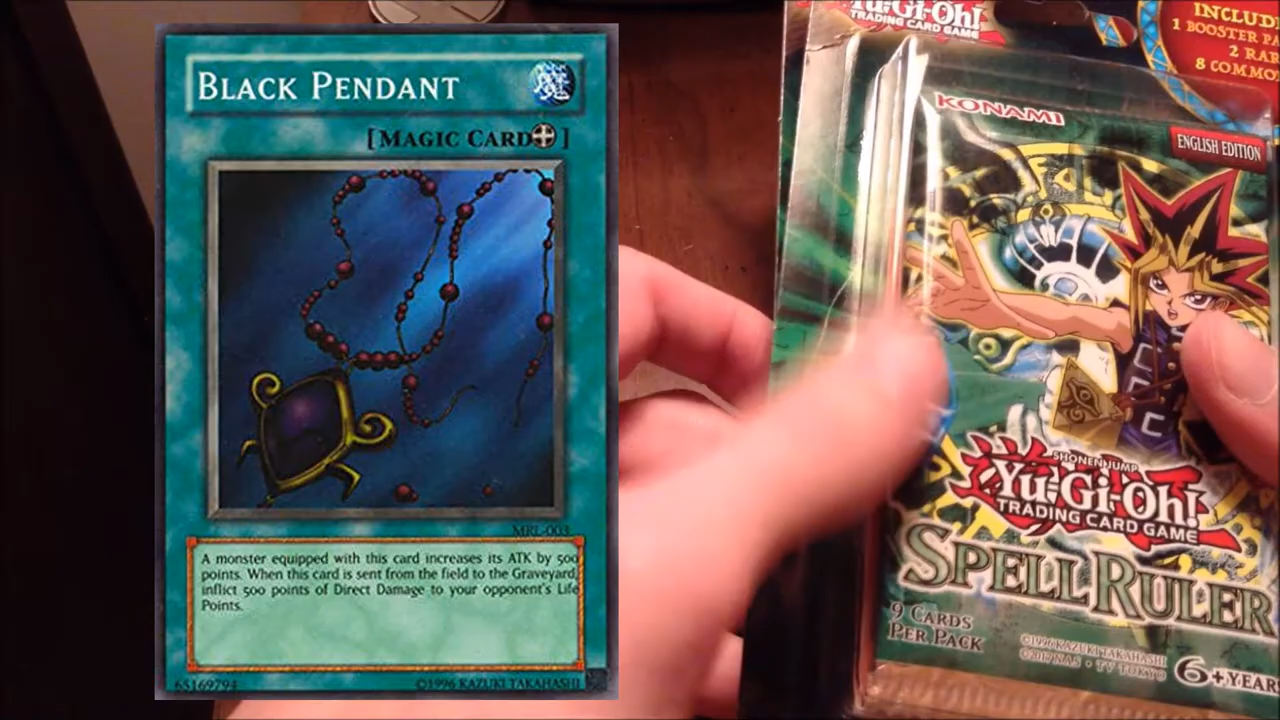 BLACK PENDANT
[MAGIC CARD]
MRL-003
A monster equipped with this card increases its ATK by 500
points. When this card is sent from the field to the Graveyard,
inflict 500 points of Direct Damage to your opponent's Life
Points.
65169794
©1996 KAZUKI TAKAHASHI
Yu-Gi-Oh!
TRADING CARD GAME
INCLUD
1 BOOSTER PA
2 RAR
8 COMMO
KONAMI
ENGLISH EDITION
SHONEN JUMP
Yu-Gi-Oh!
TRADING CARD GAME
SPELL RULER
9 CARDS
PER PACK
©1996 KAZUKI TAKAHASHI
©2017 NAS • TV TOKYO
6+YEAR